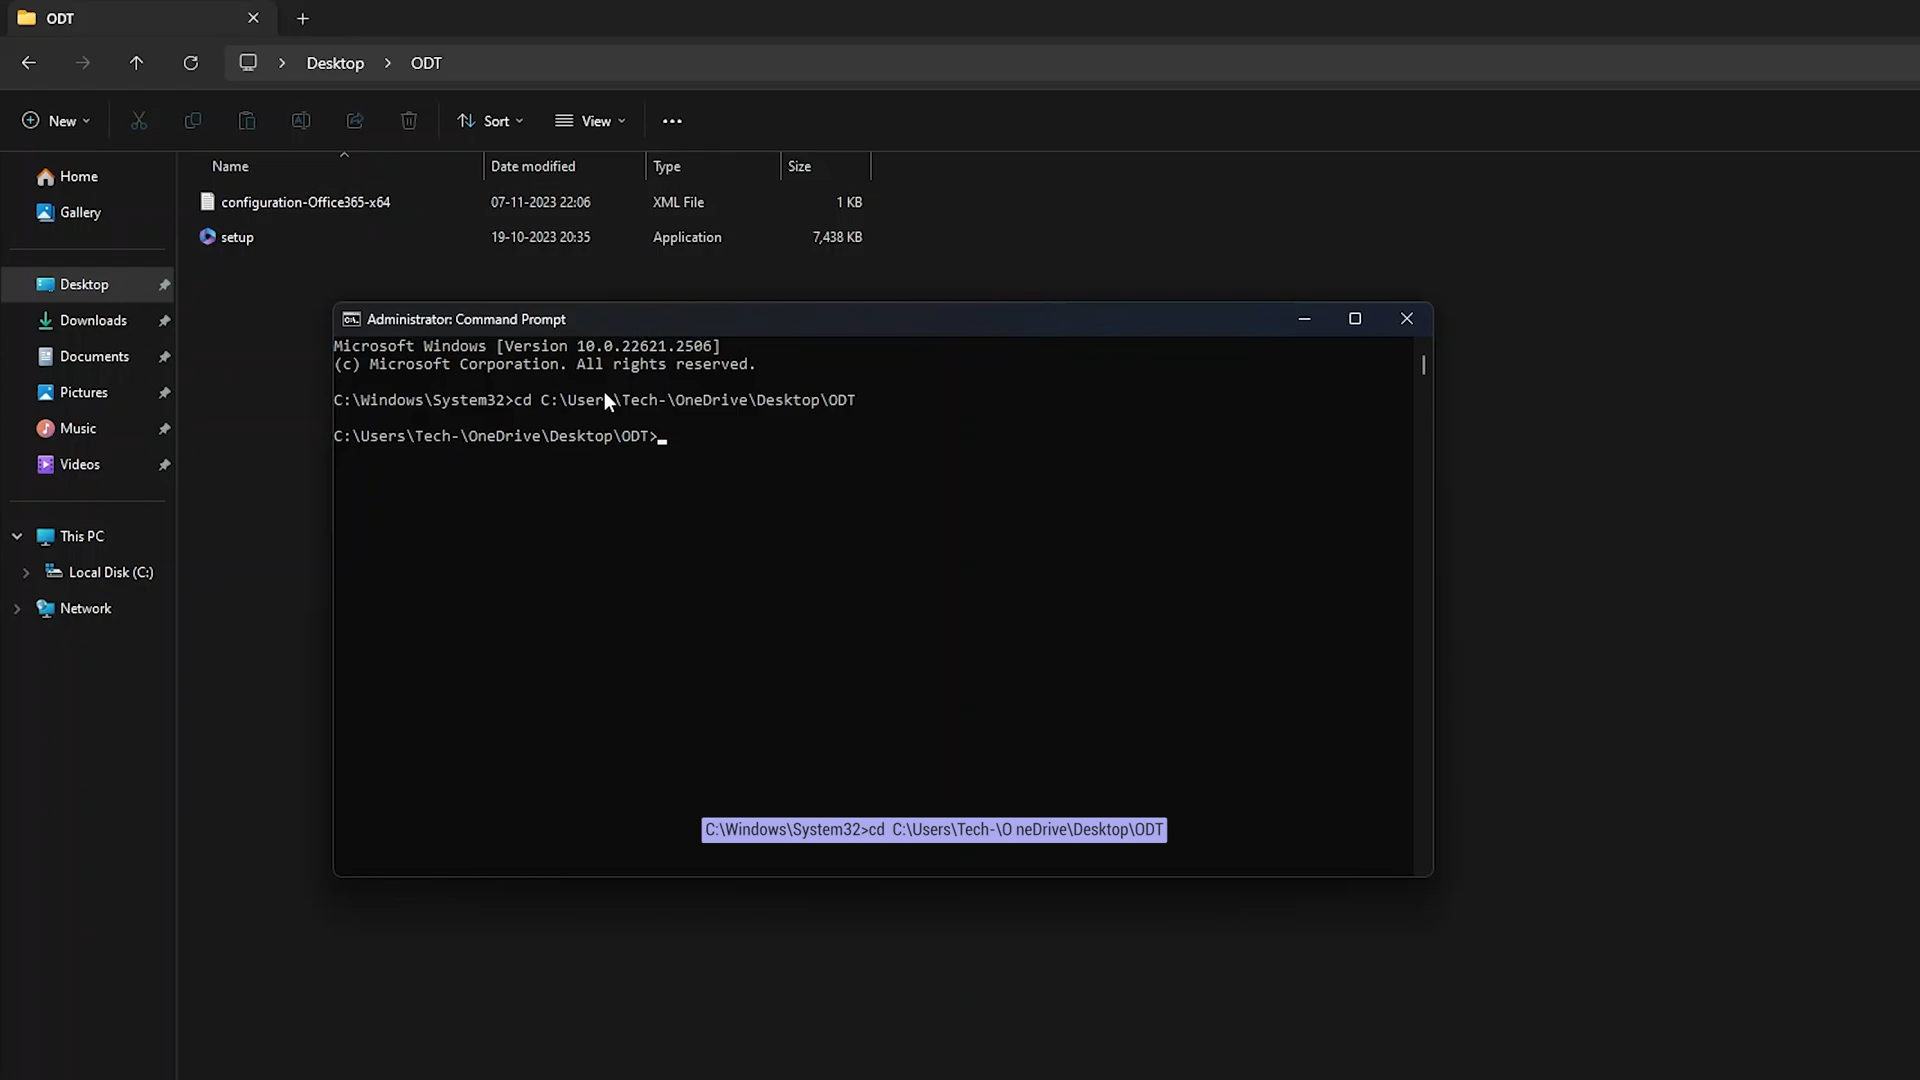 ODT
Desktop
ODT
New
Sort
View
Name
Date modified
Type
Size
configuration-Office365-x64
07-11-2023 22:06
XML File
1 KB
setup
19-10-2023 20:35
Application
7,438 KB
Home
Gallery
Desktop
Downloads
Documents
Pictures
Music
Videos
This PC
Local Disk (C:)
Network
Administrator: Command Prompt
Microsoft Windows [Version 10.0.22621.2506]
(c) Microsoft Corporation. All rights reserved.
C:\Windows\System32>cd C:\Users\Tech-\OneDrive\Desktop\ODT
C:\Users\Tech-\OneDrive\Desktop\ODT>
C:\Windows\System32>cd C:\Users\Tech-\O neDrive\Desktop\ODT